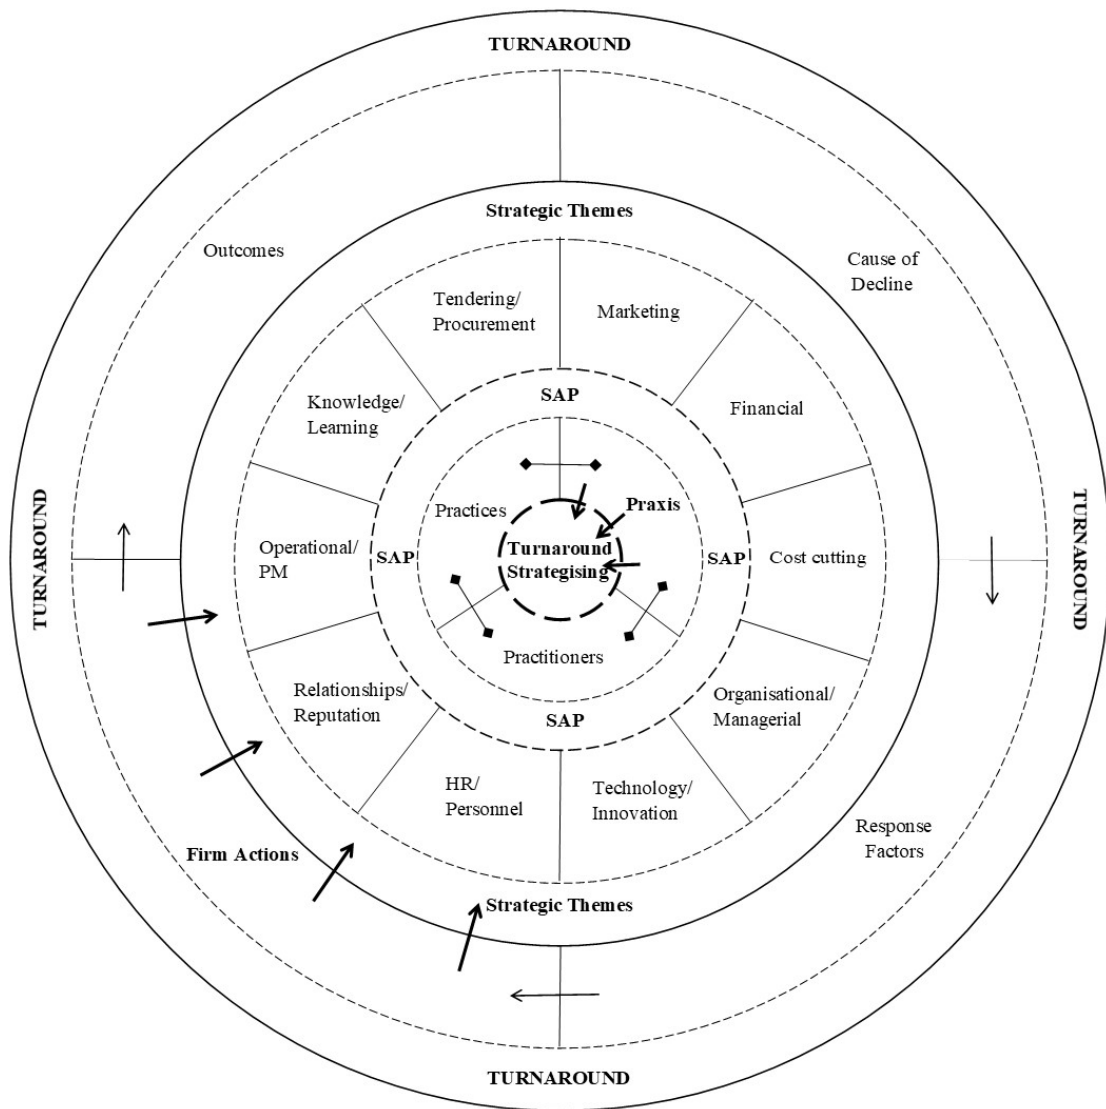 TURNAROUND
Strategic Themes
Outcomes
Cause of
Decline
Tendering/
Procurement
Marketing
Knowledge/
Learning
SAP
Financial
Practices
Praxis
TURNAROUND
Operational/
PM
SAP
Turnaround
Strategising
SAP
Cost cutting
TURNAROUND
Practitioners
Relationships/
Reputation
SAP
Organisational/
Managerial
HR/
Personnel
Technology/
Innovation
Firm Actions
Response
Factors
Strategic Themes
TURNAROUND